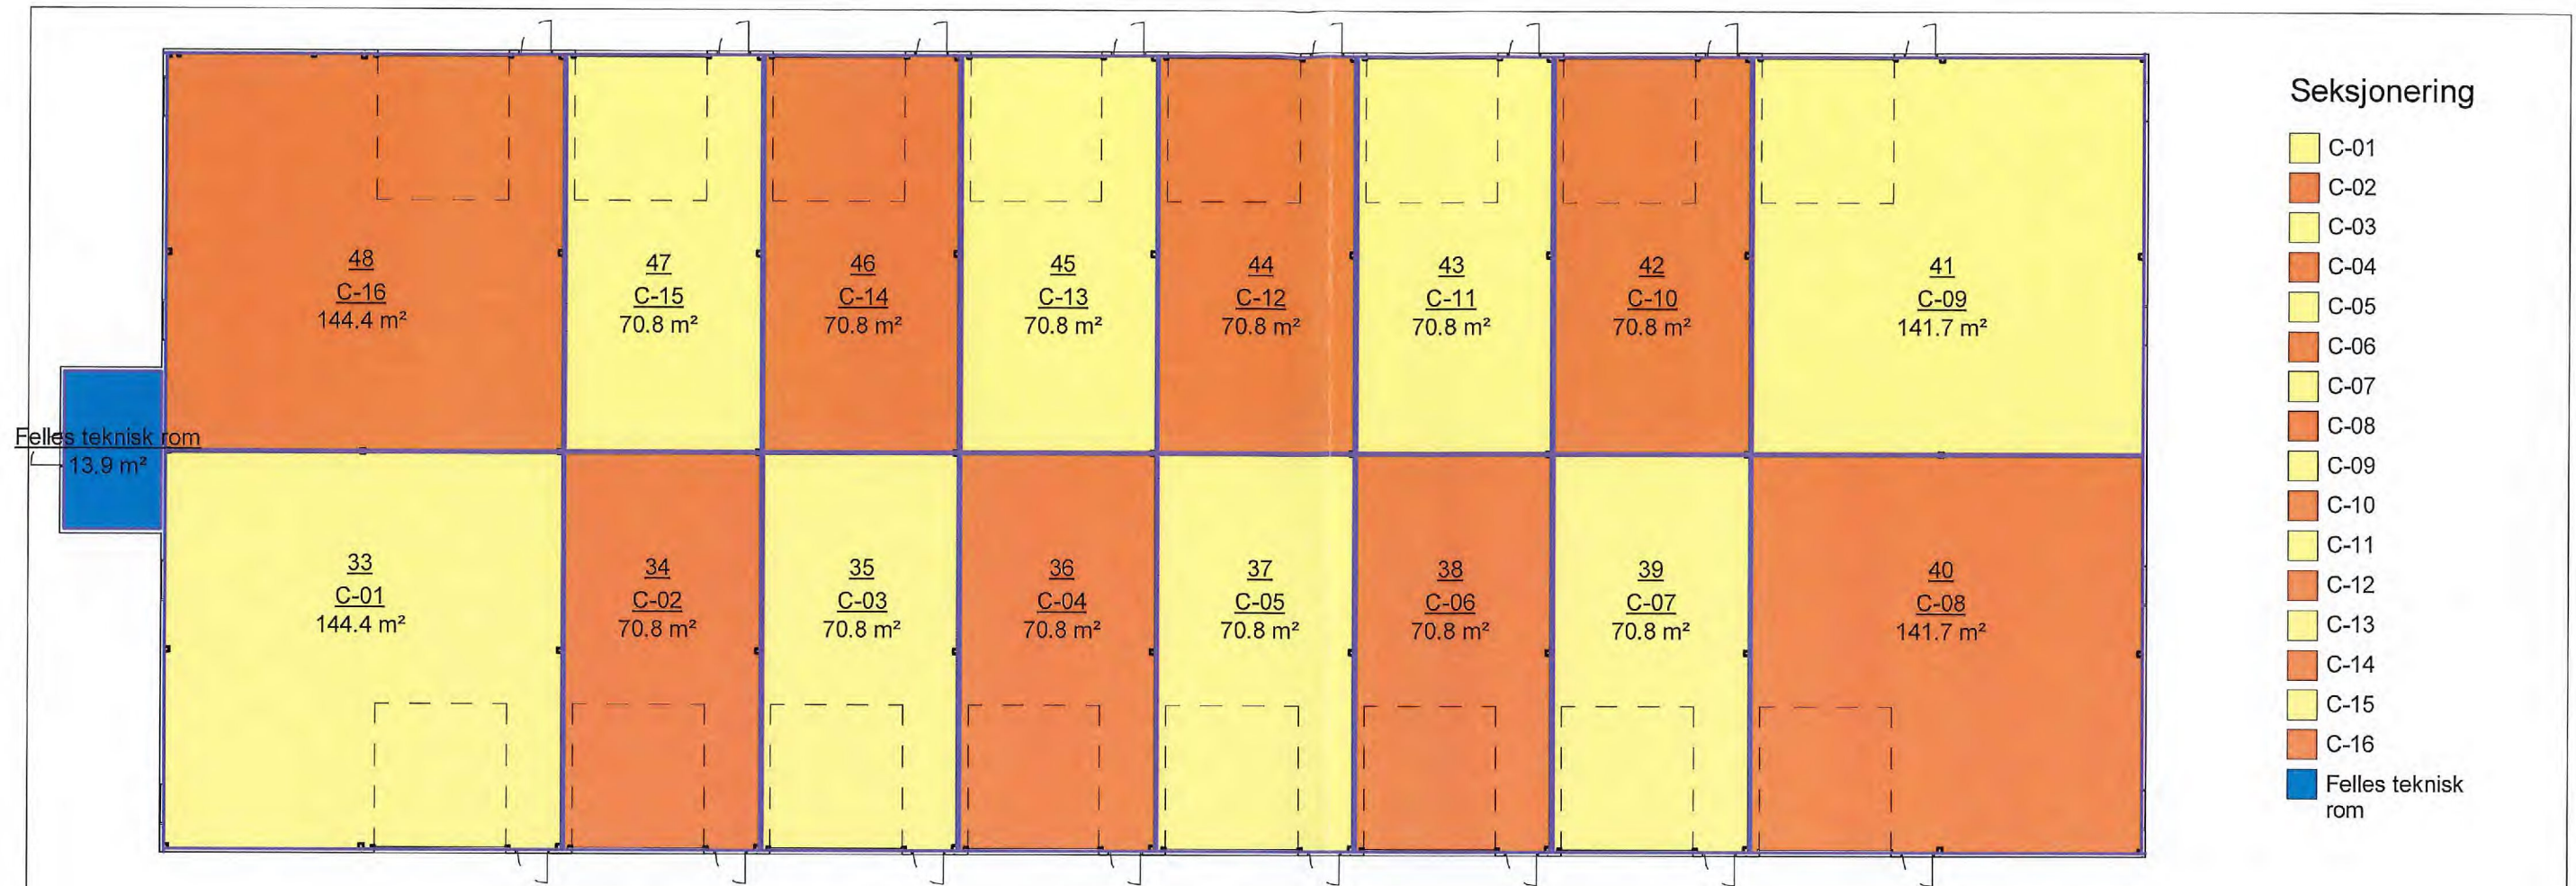 48
C-16
144.4 m²
47
C-15
70.8 m²
46
C-14
70.8 m²
45
C-13
70.8 m²
44
C-12
70.8 m²
43
C-11
70.8 m²
42
C-10
70.8 m²
41
C-09
141.7 m²
Felles teknisk rom
13.9 m²
33
C-01
144.4 m²
34
C-02
70.8 m²
35
C-03
70.8 m²
36
C-04
70.8 m²
37
C-05
70.8 m²
38
C-06
70.8 m²
39
C-07
70.8 m²
40
C-08
141.7 m²
Seksjonering
C-01
C-02
C-03
C-04
C-05
C-06
C-07
C-08
C-09
C-10
C-11
C-12
C-13
C-14
C-15
C-16
Felles teknisk
rom